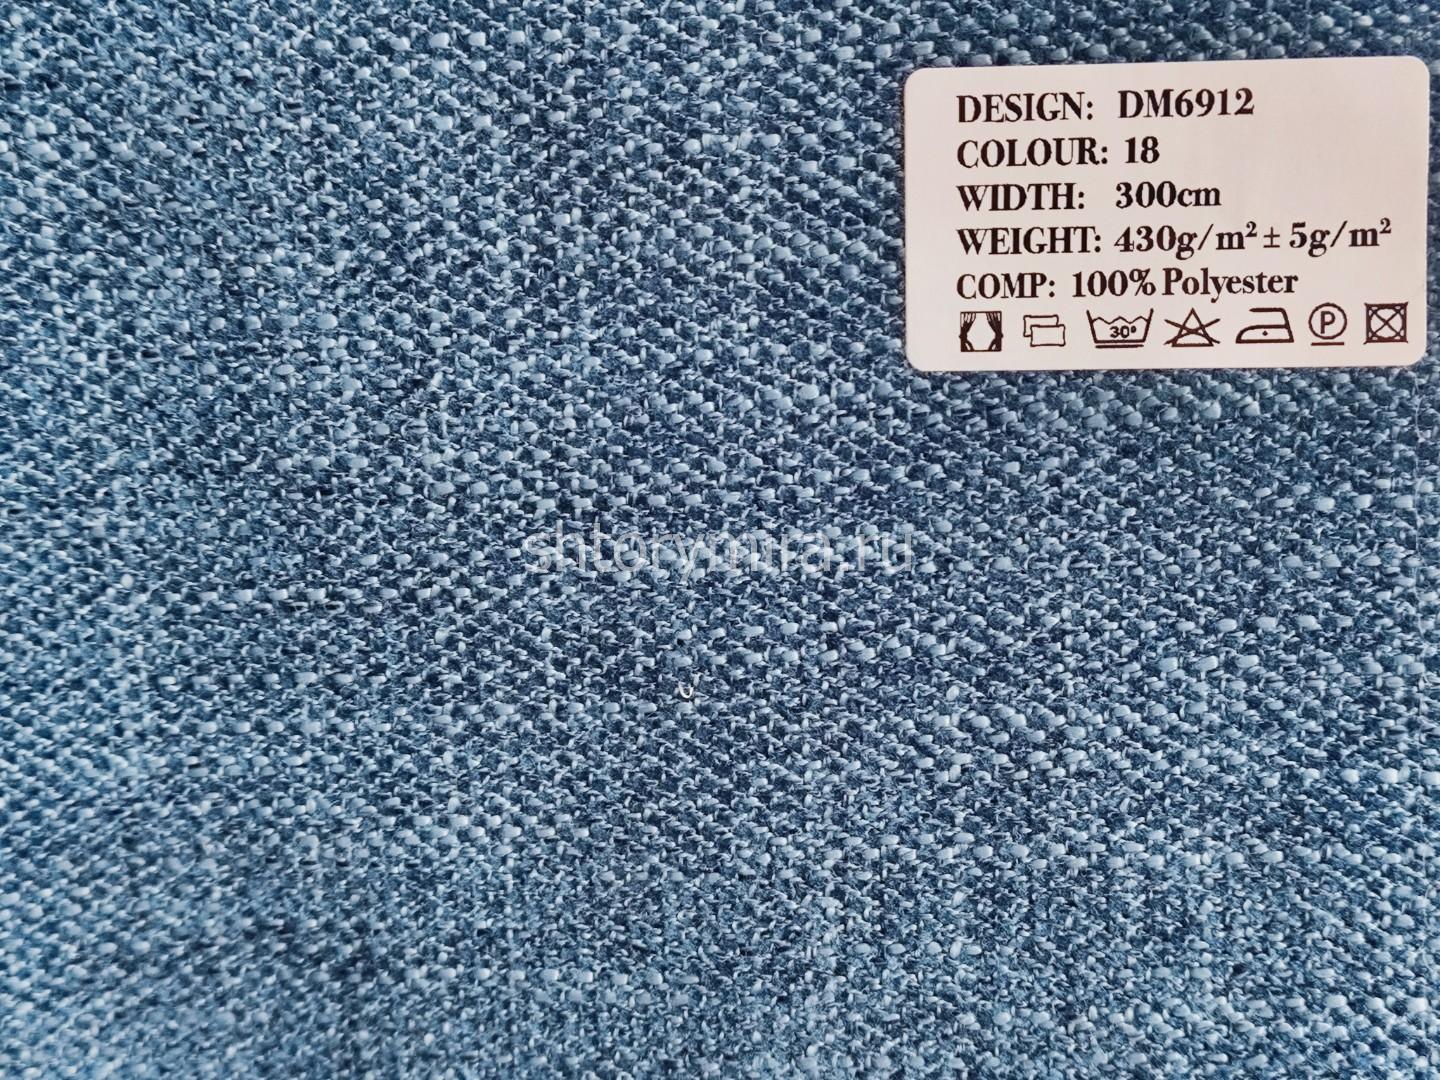 DESIGN: DM6912
COLOUR: 18
WIDTH: 300cm
WEIGHT: 430g/m² ± 5g/m²
COMP: 100% Polyester
30° P
shtorymira.ru